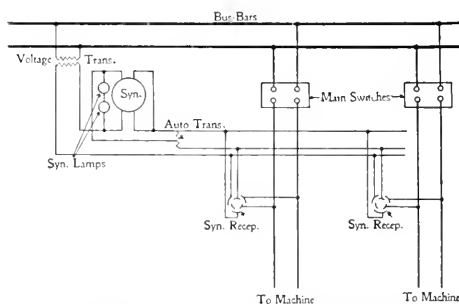 Bus-Bars
Voltage Trans.
Syn.
Main Switches
Auto Trans.
Syn. Lamps
Syn. Recep.
Syn. Recep.
To Machine
To Machine